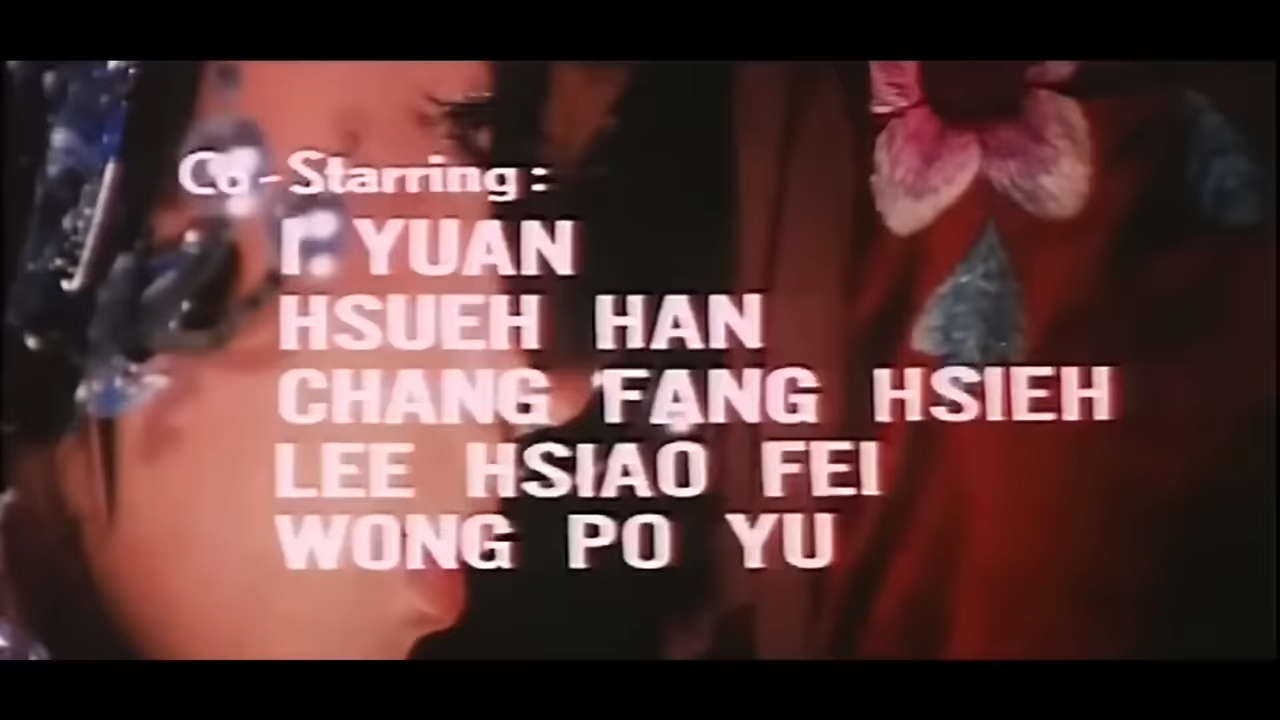 Co-Starring:
YUAN
HSUEH HAN
CHANG FANG HSIEH
LEE HSIAO FEI
WONG PO YU